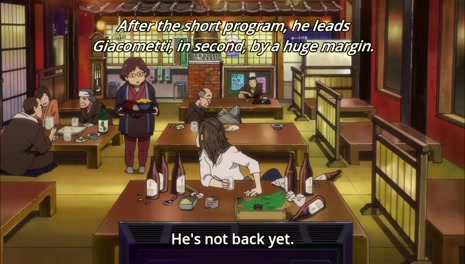 After the short program, he leads
Giacometti, in second, by a huge margin.
He's not back yet.